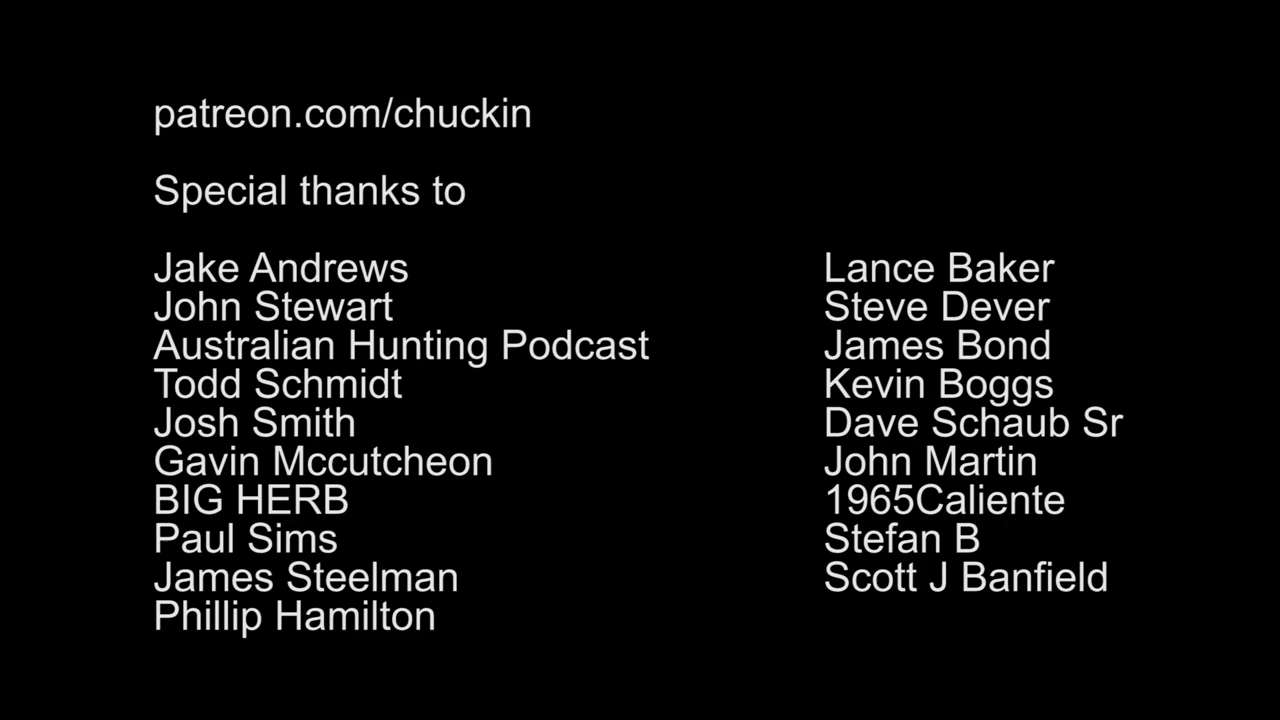 patreon.com/chuckin
Special thanks to
Jake Andrews
John Stewart
Australian Hunting Podcast
Todd Schmidt
Josh Smith
Gavin Mccutcheon
BIG HERB
Paul Sims
James Steelman
Phillip Hamilton
Lance Baker
Steve Dever
James Bond
Kevin Boggs
Dave Schaub Sr
John Martin
1965Caliente
Stefan B
Scott J Banfield